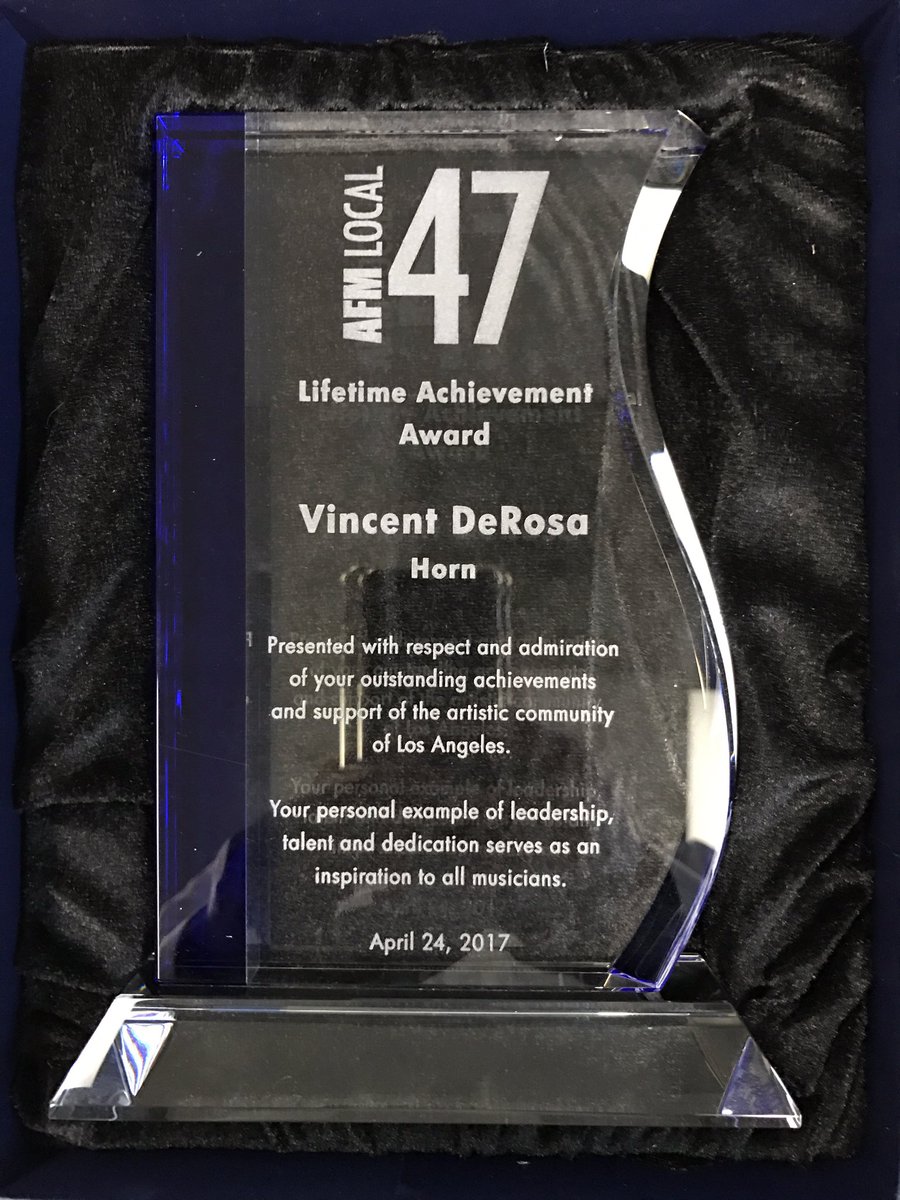 AFM LOCAL 47
Lifetime Achievement
Award
Vincent DeRosa
Horn
Presented with respect and admiration
of your outstanding achievements
and support of the artistic community
of Los Angeles.
Your personal example of leadership,
talent and dedication serves as an
inspiration to all musicians.
April 24, 2017